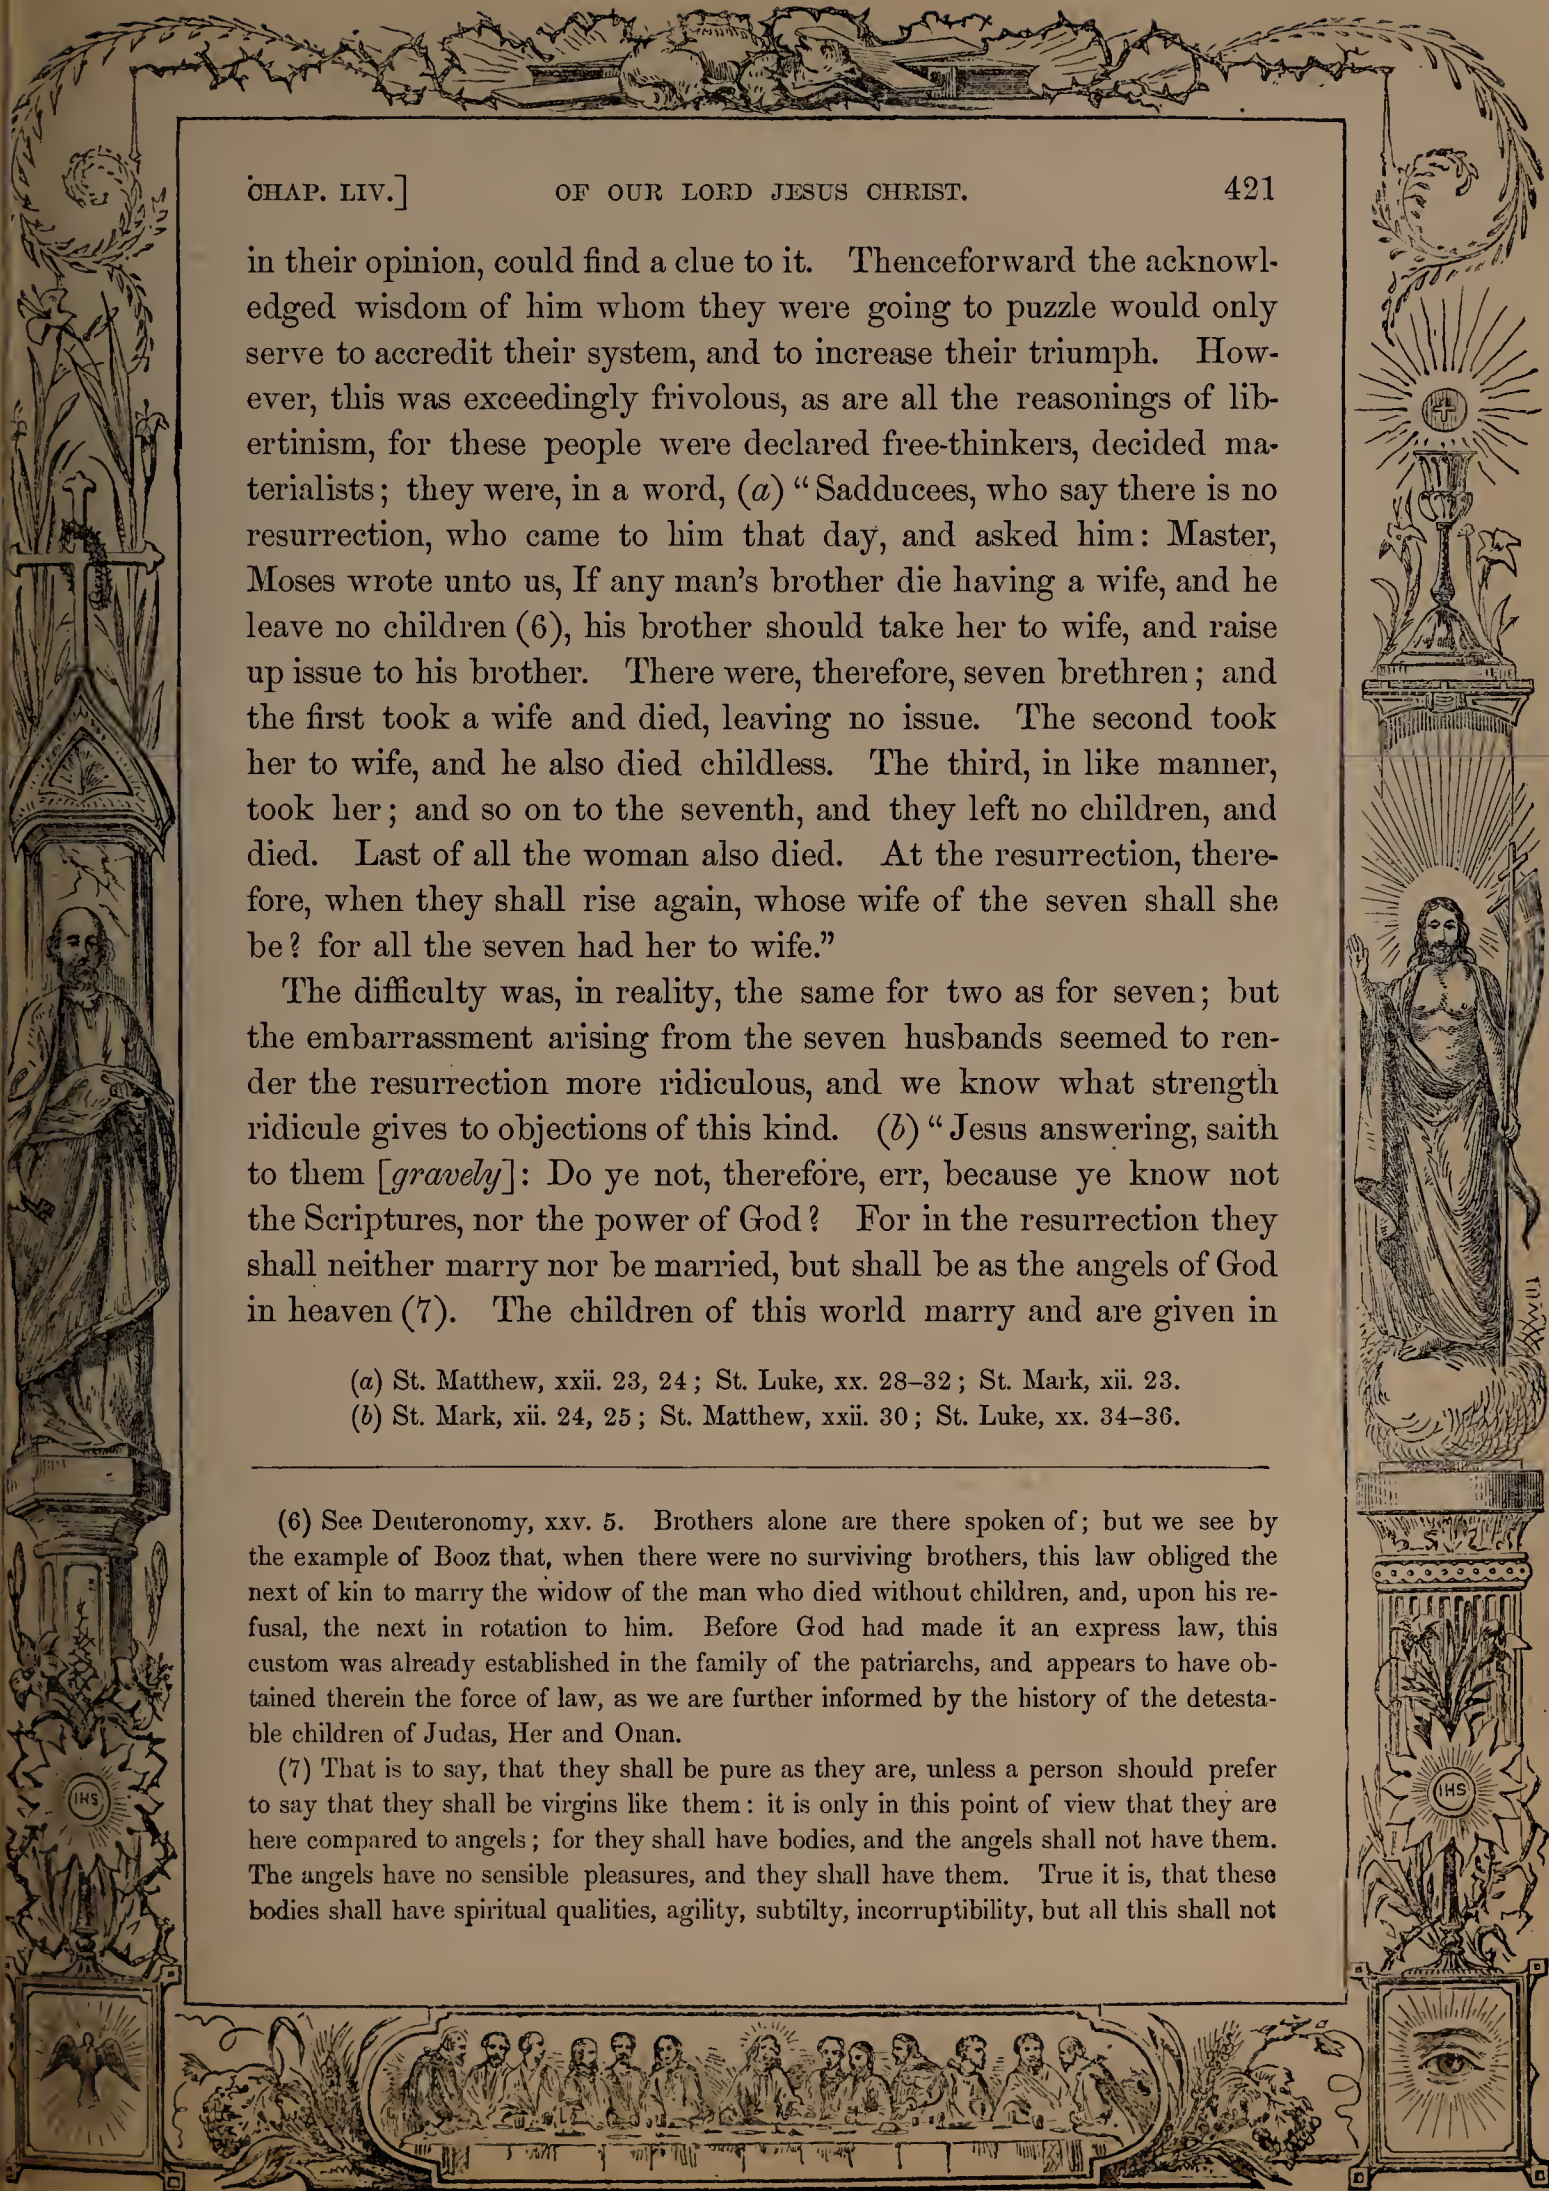 CHAP. LIV.] OF OUR LORD JESUS CHRIST. 421
in their opinion, could find a clue to it. Thenceforward the acknowl-
edged wisdom of him whom they were going to puzzle would only
serve to accredit their system, and to increase their triumph. How-
ever, this was exceedingly frivolous, as are all the reasonings of lib-
ertinism, for these people were declared free-thinkers, decided ma-
terialists; they were, in a word, (a) “Sadducees, who say there is no
resurrection, who came to him that day, and asked him: Master,
Moses wrote unto us, If any man’s brother die having a wife, and he
leave no children (6), his brother should take her to wife, and raise
up issue to his brother. There were, therefore, seven brethren; and
the first took a wife and died, leaving no issue. The second took
her to wife, and he also died childless. The third, in like manner,
took her; and so on to the seventh, and they left no children, and
died. Last of all the woman also died. At the resurrection, there-
fore, when they shall rise again, whose wife of the seven shall she
be? for all the seven had her to wife.”
The difficulty was, in reality, the same for two as for seven; but
the embarrassment arising from the seven husbands seemed to ren-
der the resurrection more ridiculous, and we know what strength
ridicule gives to objections of this kind. (b) “Jesus answering, saith
to them [gravely]: Do ye not, therefore, err, because ye know not
the Scriptures, nor the power of God? For in the resurrection they
shall neither marry nor be married, but shall be as the angels of God
in heaven (7). The children of this world marry and are given in
(a) St. Matthew, xxii. 23, 24; St. Luke, xx. 28–32; St. Mark, xii. 23.
(b) St. Mark, xii. 24, 25; St. Matthew, xxii. 30; St. Luke, xx. 34–36.
(6) See Deuteronomy, xxv. 5. Brothers alone are there spoken of; but we see by
the example of Booz that, when there were no surviving brothers, this law obliged the
next of kin to marry the widow of the man who died without children, and, upon his re-
fusal, the next in rotation to him. Before God had made it an express law, this
custom was already established in the family of the patriarchs, and appears to have ob-
tained therein the force of law, as we are further informed by the history of the detesta-
ble children of Judas, Her and Onan.
(7) That is to say, that they shall be pure as they are, unless a person should prefer
to say that they shall be virgins like them: it is only in this point of view that they are
here compared to angels; for they shall have bodies, and the angels shall not have them.
The angels have no sensible pleasures, and they shall have them. True it is, that these
bodies shall have spiritual qualities, agility, subtilty, incorruptibility, but all this shall not
IHS
IHS